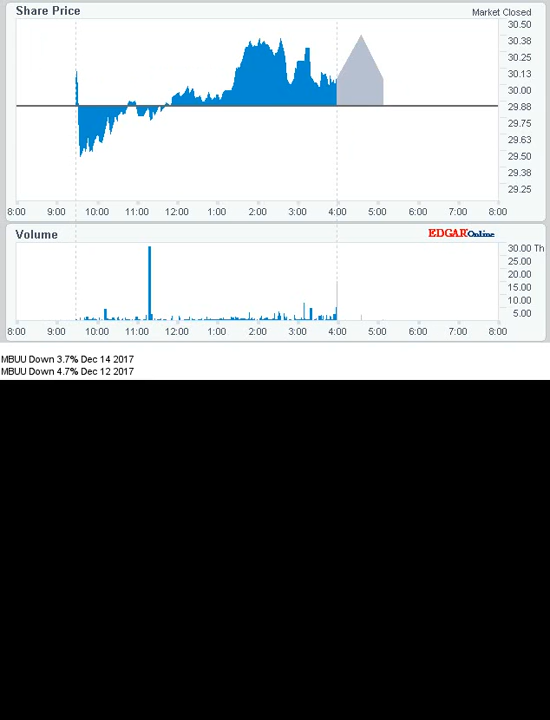 Share Price
Market Closed
30.50
30.38
30.25
30.13
30.00
29.88
29.75
29.63
29.50
29.38
29.25
8:00 9:00 10:00 11:00 12:00 1:00 2:00 3:00 4:00 5:00 6:00 7:00 8:00
Volume
EDGAROnline
30.00 Th
25.00
20.00
15.00
10.00
5.00
8:00 9:00 10:00 11:00 12:00 1:00 2:00 3:00 4:00 5:00 6:00 7:00 8:00
MBUU Down 3.7% Dec 14 2017
MBUU Down 4.7% Dec 12 2017